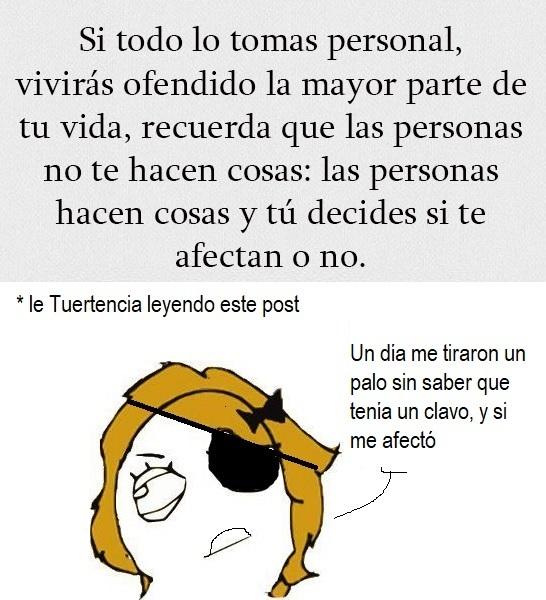 Si todo lo tomas personal,
vivirás ofendido la mayor parte de
tu vida, recuerda que las personas
no te hacen cosas: las personas
hacen cosas y tú decides si te
afectan o no.
* le Tuertencia leyendo este post
Un dia me tiraron un
palo sin saber que
tenia un clavo, y si
me afectó